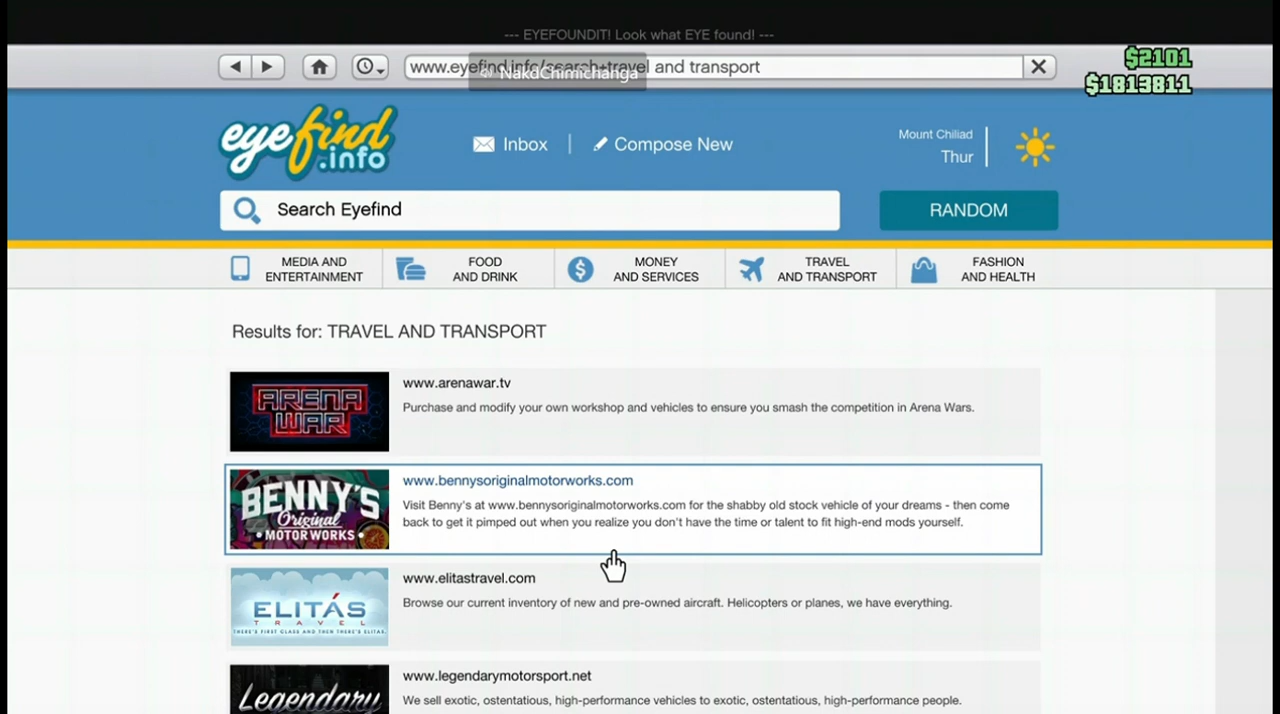 --- EYEFOUNDIT! Look what EYE found! ---
www.eyefind.info/search+travel and transport
NakdChimichanga
$2101
$1813811
eyefind.info
Inbox
Compose New
Mount Chiliad
Thur
Search Eyefind
RANDOM
MEDIA AND
ENTERTAINMENT
FOOD
AND DRINK
MONEY
AND SERVICES
TRAVEL
AND TRANSPORT
FASHION
AND HEALTH
Results for: TRAVEL AND TRANSPORT
ARENA
WAR
www.arenawar.tv
Purchase and modify your own workshop and vehicles to ensure you smash the competition in Arena Wars.
BENNY'S
Original
MOTOR WORKS
www.bennysoriginalmotorworks.com
Visit Benny's at www.bennysoriginalmotorworks.com for the shabby old stock vehicle of your dreams - then come
back to get it pimped out when you realize you don't have the time or talent to fit high-end mods yourself.
ELITÁS
TRAVEL
THERE'S FIRST CLASS AND THEN THERE'S ELITAS.
www.elitastravel.com
Browse our current inventory of new and pre-owned aircraft. Helicopters or planes, we have everything.
Legendary
www.legendarymotorsport.net
We sell exotic, ostentatious, high-performance vehicles to exotic, ostentatious, high-performance people.